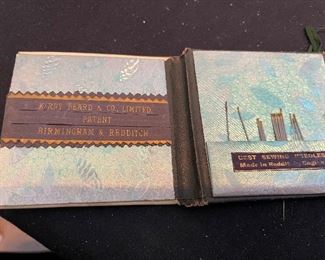 KIRBY BEARD & CO. LIMITED.
PATENT
BIRMINGHAM & REDDITCH
BEST SEWING NEEDLES
Made in Redditch, England